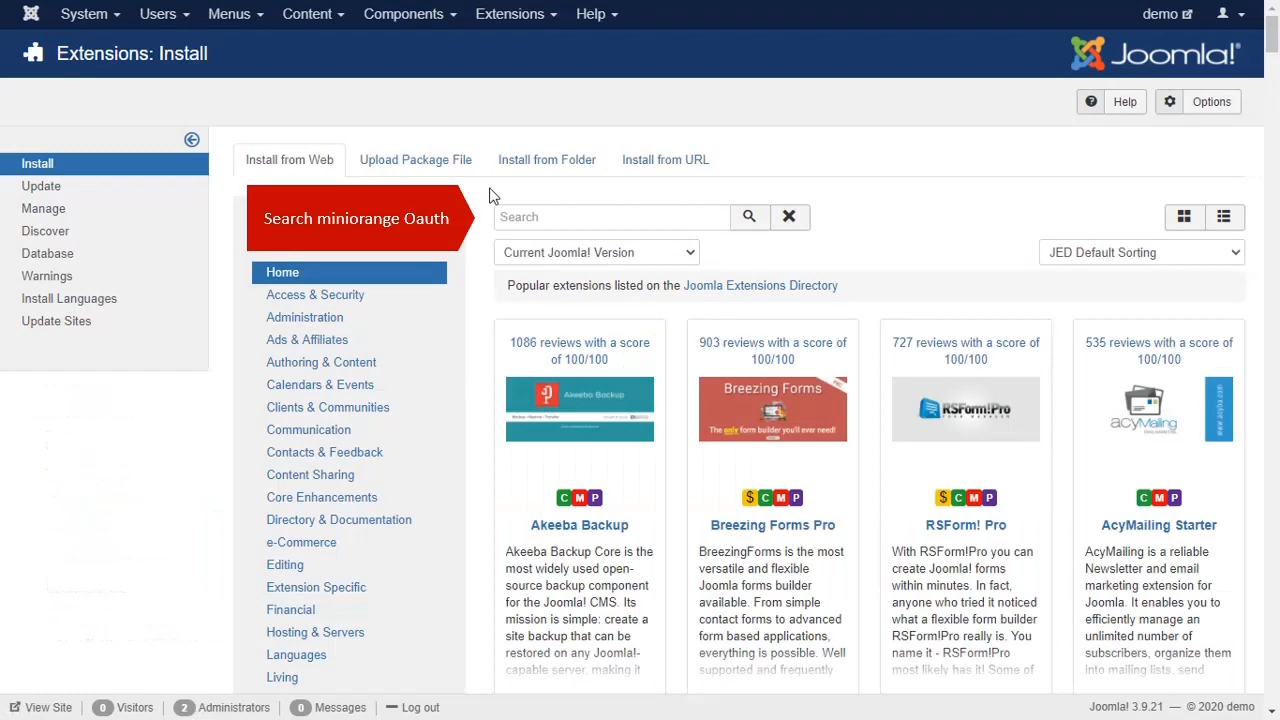 System Users Menus Content Components Extensions Help demo
Extensions: Install Joomla!®
Help Options
Install
Update
Manage
Discover
Database
Warnings
Install Languages
Update Sites
Install from Web Upload Package File Install from Folder Install from URL
Search miniorange Oauth
Search
Current Joomla! Version JED Default Sorting
Popular extensions listed on the Joomla Extensions Directory
Home
Access & Security
Administration
Ads & Affiliates
Authoring & Content
Calendars & Events
Clients & Communities
Communication
Contacts & Feedback
Content Sharing
Core Enhancements
Directory & Documentation
e-Commerce
Editing
Extension Specific
Financial
Hosting & Servers
Languages
Living
1086 reviews with a score
of 100/100
Akeeba Backup
C M P
Akeeba Backup
Akeeba Backup Core is the
most widely used open-
source backup component
for the Joomla! CMS. Its
mission is simple: create a
site backup that can be
restored on any Joomla!-
capable server, making it
903 reviews with a score of
100/100
Breezing Forms PRO
The only form builder you'll ever need!
$ C M P
Breezing Forms Pro
BreezingForms is the most
versatile and flexible
Joomla forms builder
available. From simple
contact forms to advanced
form based applications,
everything is possible. Well
supported and frequently
727 reviews with a score of
100/100
RSForm!Pro
$ C M P
RSForm! Pro
With RSForm!Pro you can
create Joomla! forms
within minutes. In fact,
anyone who tried it noticed
what a flexible form builder
RSForm!Pro really is. You
name it - RSForm!Pro
most likely has it! Some of
535 reviews with a score of
100/100
acyMailing
www.acyba.com
C M P
AcyMailing Starter
AcyMailing is a reliable
Newsletter and email
marketing extension for
Joomla. It enables you to
efficiently manage an
unlimited number of
subscribers, organize them
into mailing lists, send
View Site 0 Visitors 2 Administrators 0 Messages Log out Joomla! 3.9.21 — © 2020 demo